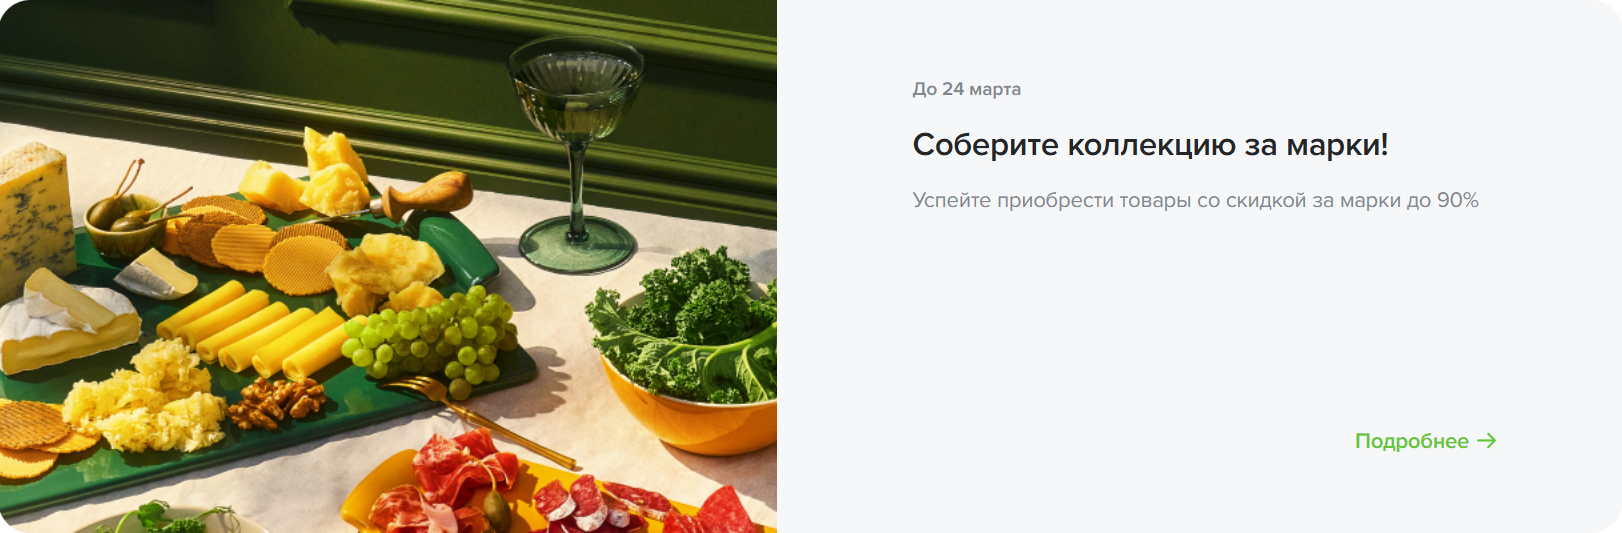 До 24 марта
Соберите коллекцию за марки!
Успейте приобрести товары со скидкой за марки до 90%
Подробнее →